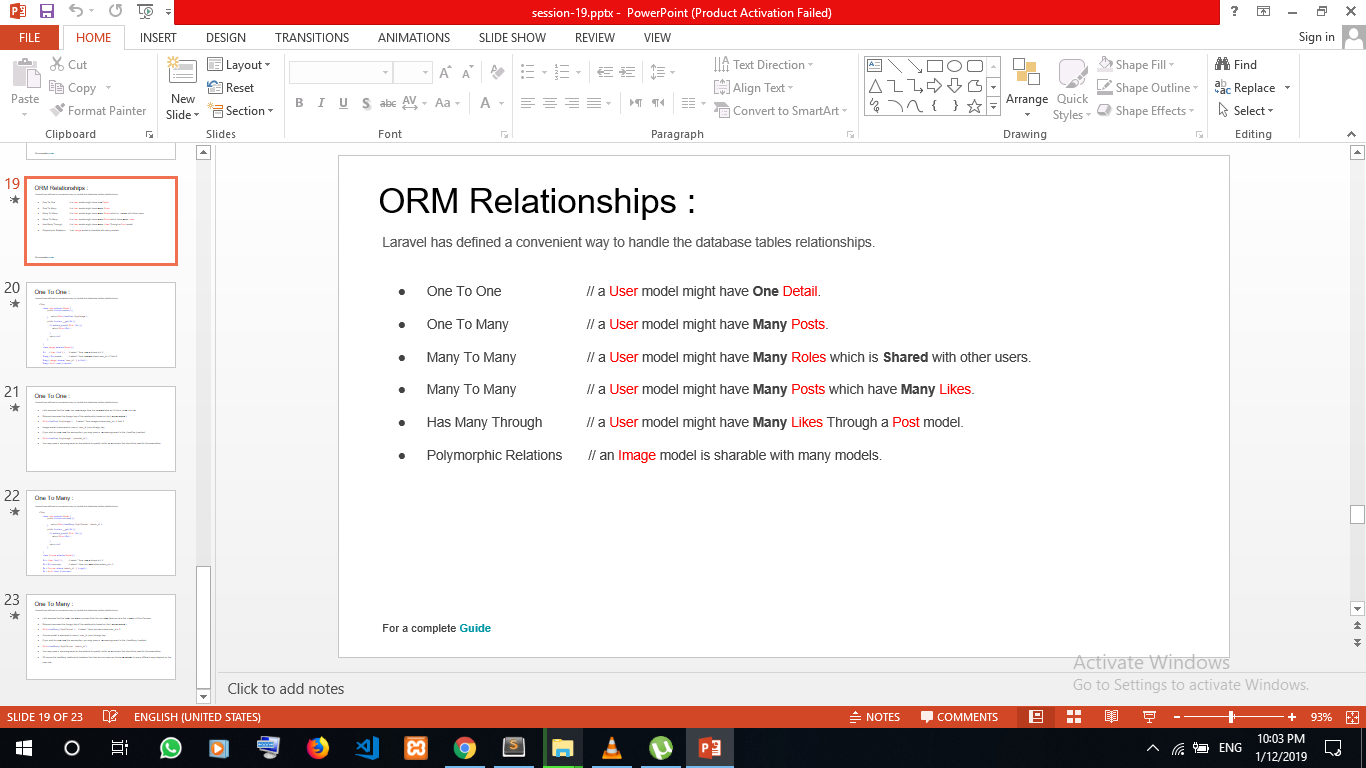 session-19.pptx - PowerPoint (Product Activation Failed)
FILE HOME INSERT DESIGN TRANSITIONS ANIMATIONS SLIDE SHOW REVIEW VIEW Sign in
Paste
Cut
Copy
Format Painter
Clipboard
New Slide
Layout
Reset
Section
Slides
Font
Text Direction
Align Text
Convert to SmartArt
Paragraph
Arrange
Quick Styles
Shape Fill
Shape Outline
Shape Effects
Drawing
Find
Replace
Select
Editing
19
ORM Relationships :
20
One To One :
21
One To One :
22
One To Many :
23
One To Many :
ORM Relationships :
Laravel has defined a convenient way to handle the database tables relationships.
● One To One // a User model might have One Detail.
● One To Many // a User model might have Many Posts.
● Many To Many // a User model might have Many Roles which is Shared with other users.
● Many To Many // a User model might have Many Posts which have Many Likes.
● Has Many Through // a User model might have Many Likes Through a Post model.
● Polymorphic Relations // an Image model is sharable with many models.
For a complete Guide
Activate Windows
Go to Settings to activate Windows.
Click to add notes
SLIDE 19 OF 23 ENGLISH (UNITED STATES) NOTES COMMENTS 93%
ENG
10:03 PM
1/12/2019